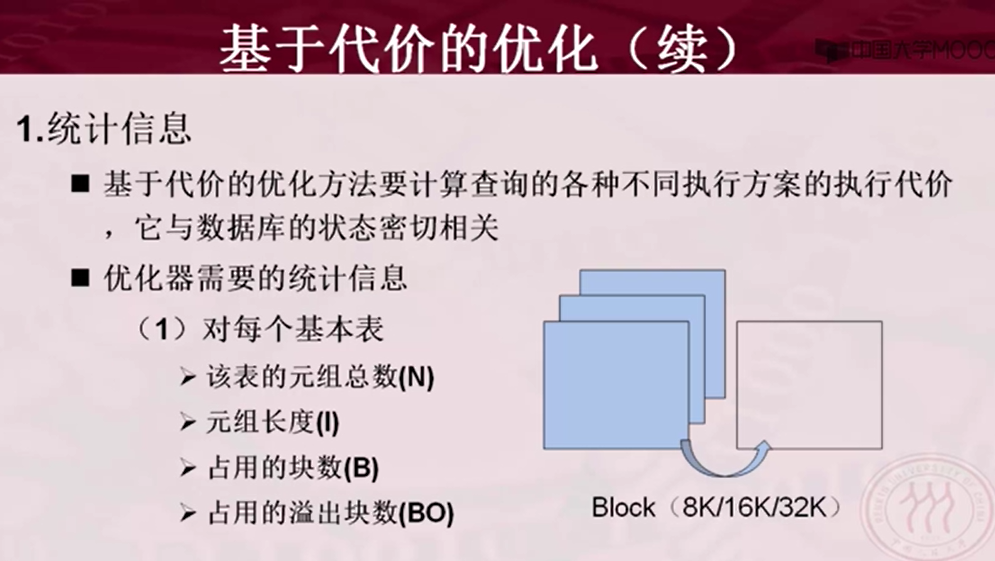 基于代价的优化（续）
中国大学MOOC
1.统计信息
■ 基于代价的优化方法要计算查询的各种不同执行方案的执行代价
，它与数据库的状态密切相关
■ 优化器需要的统计信息
（1）对每个基本表
➢ 该表的元组总数(N)
➢ 元组长度(l)
➢ 占用的块数(B)
➢ 占用的溢出块数(BO)
Block（8K/16K/32K）